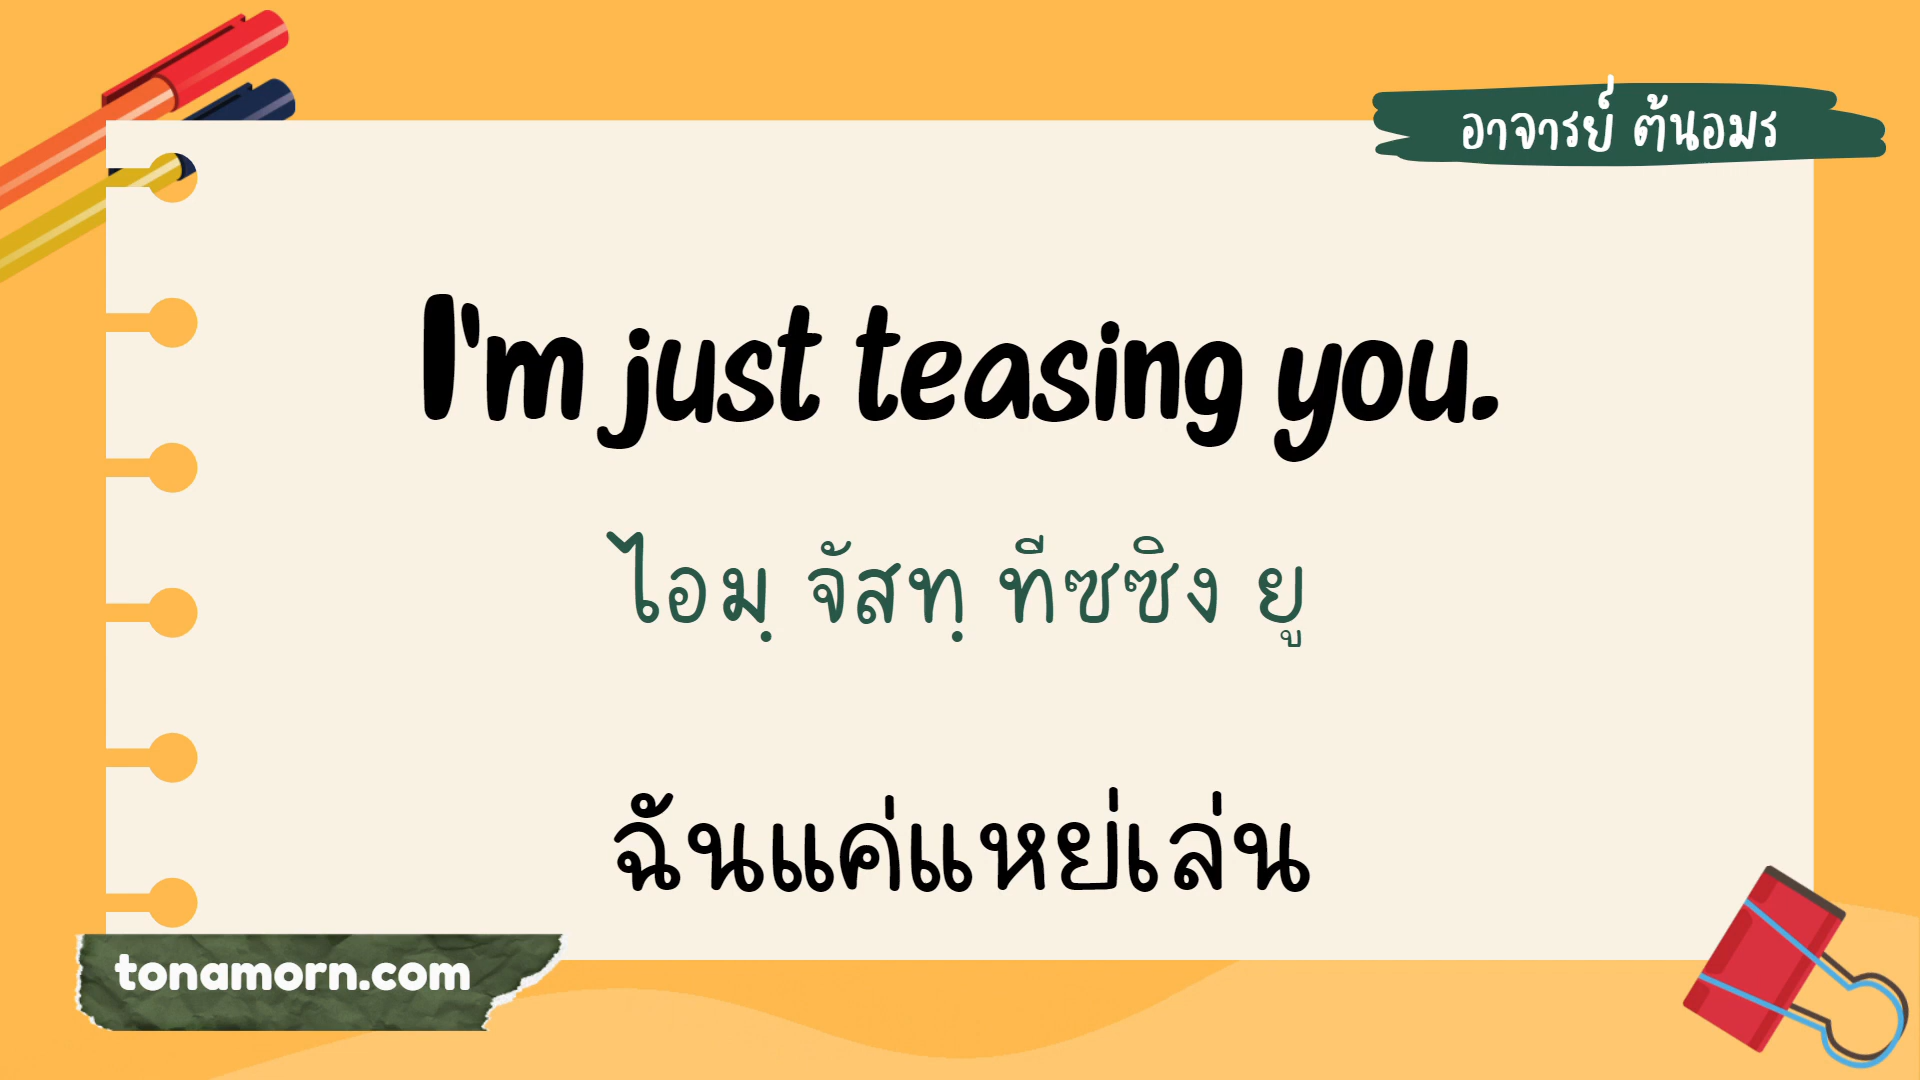 อาจารย์ ต้นอมร
I'm just teasing you.
ไอมฺ จัสทฺ ทีซซิง ยู
ฉันแค่แหย่เล่น
tonamorn.com